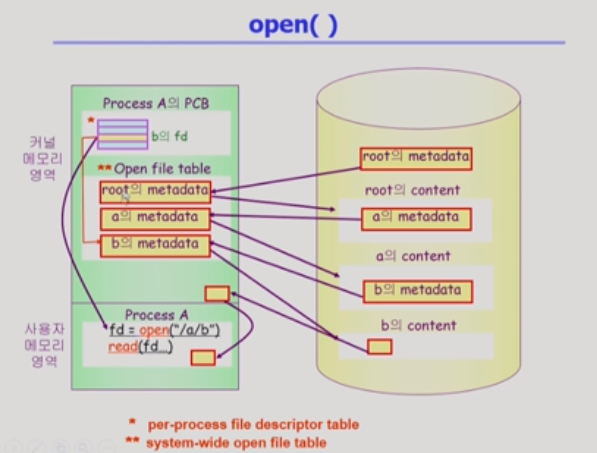 open( )
Process A의 PCB
*
b의 fd
커널
메모리
영역
** Open file table
root의 metadata
a의 metadata
b의 metadata
Process A
fd = open("/a/b")
read(fd...)
사용자
메모리
영역
root의 metadata
root의 content
a의 metadata
a의 content
b의 metadata
b의 content
* per-process file descriptor table
** system-wide open file table